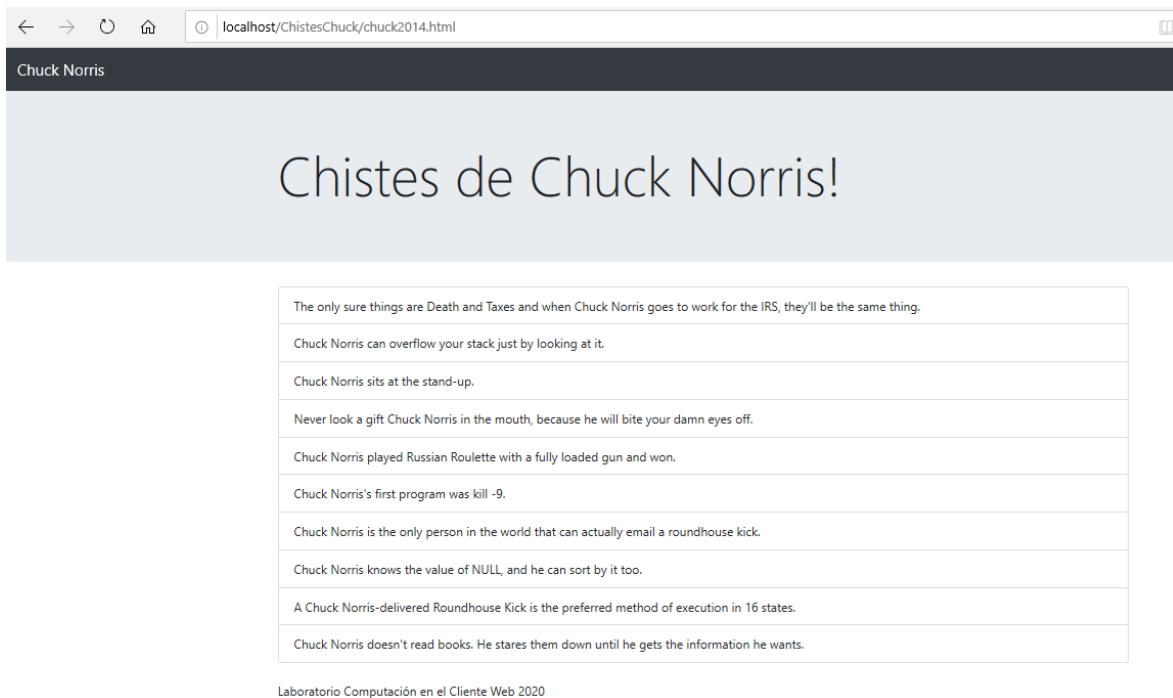 localhost/ChistesChuck/chuck2014.html
Chuck Norris
Chistes de Chuck Norris!
The only sure things are Death and Taxes and when Chuck Norris goes to work for the IRS, they'll be the same thing.
Chuck Norris can overflow your stack just by looking at it.
Chuck Norris sits at the stand-up.
Never look a gift Chuck Norris in the mouth, because he will bite your damn eyes off.
Chuck Norris played Russian Roulette with a fully loaded gun and won.
Chuck Norris's first program was kill -9.
Chuck Norris is the only person in the world that can actually email a roundhouse kick.
Chuck Norris knows the value of NULL, and he can sort by it too.
A Chuck Norris-delivered Roundhouse Kick is the preferred method of execution in 16 states.
Chuck Norris doesn't read books. He stares them down until he gets the information he wants.
Laboratorio Computación en el Cliente Web 2020